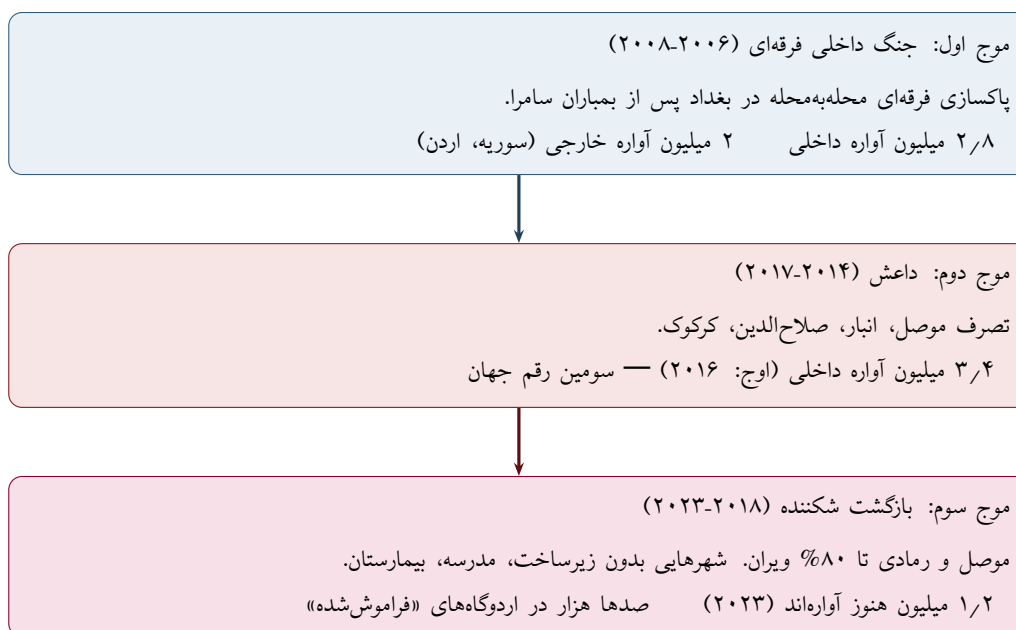 موج اول: جنگ داخلی فرقه‌ای (۲۰۰۶-۲۰۰۸)
پاکسازی فرقه‌ای محله‌به‌محله در بغداد پس از بمباران سامرا.
۲٫۸ میلیون آواره داخلی ۲ میلیون آواره خارجی (سوریه، اردن)
موج دوم: داعش (۲۰۱۴-۲۰۱۷)
تصرف موصل، انبار، صلاح‌الدین، کرکوک.
۳٫۴ میلیون آواره داخلی (اوج: ۲۰۱۶) — سومین رقم جهان
موج سوم: بازگشت شکننده (۲۰۱۸-۲۰۲۳)
موصل و رمادی تا ۸۰% ویران. شهرهایی بدون زیرساخت، مدرسه، بیمارستان.
۱٫۲ میلیون هنوز آواره‌اند (۲۰۲۳) صدها هزار در اردوگاه‌های «فراموش‌شده»